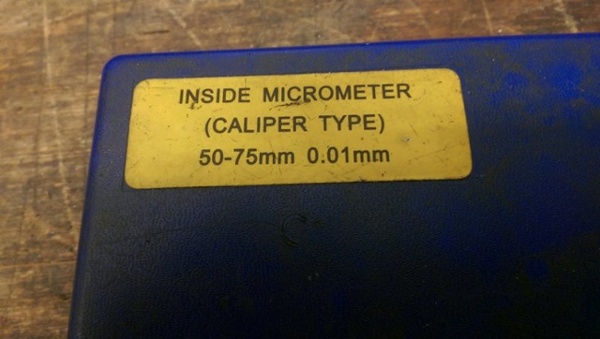 INSIDE MICROMETER
(CALIPER TYPE)
50-75mm 0.01mm